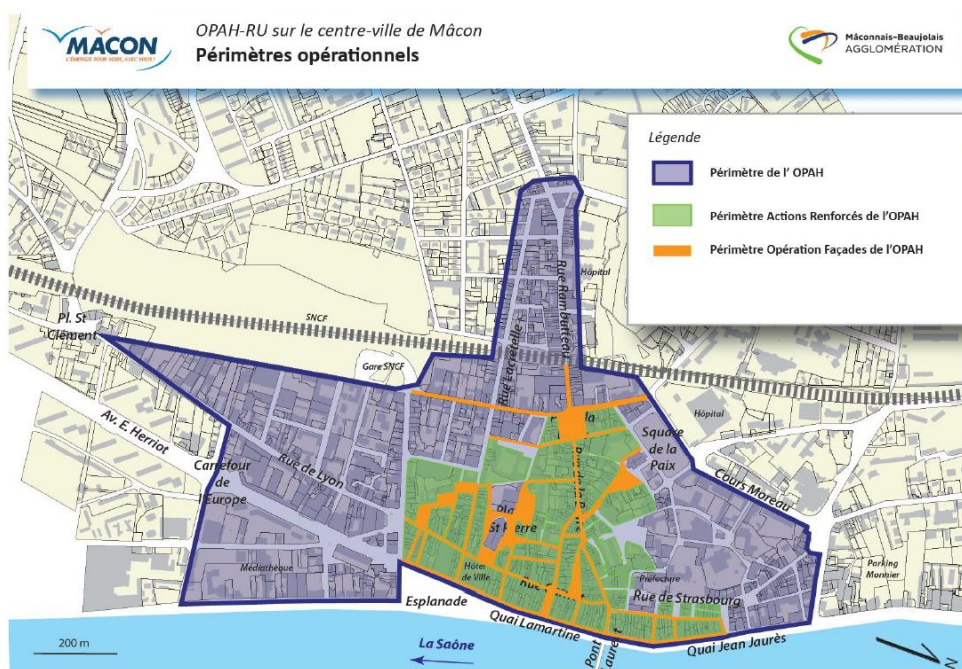 MÂCON
L'ÉNERGIE POUR VOUS, AVEC VOUS !
OPAH-RU sur le centre-ville de Mâcon
Périmètres opérationnels
Mâconnais-Beaujolais
AGGLOMÉRATION
Légende
Périmètre de l' OPAH
Périmètre Actions Renforcés de l'OPAH
Périmètre Opération Façades de l'OPAH
Hôpital
Rue Rambuteau
SNCF
Pl. St
Clément
Gare SNCF
Rue Lacretelle
Hôpital
Av. E. Herriot
Square
de la
Paix
Cours Moreau
Rue de Lyon
Carrefour
de
l'Europe
St Pierre
Médiathèque
Hôtel
de Ville
Rue
Préfecture
Rue de Strasbourg
Parking
Monnier
Esplanade
Quai Lamartine
Pont
Quai Jean Jaurès
200 m
La Saône
N